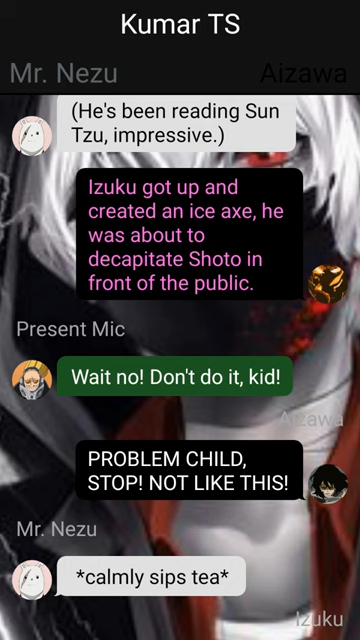 Kumar TS
Mr. Nezu
Aizawa
(He's been reading Sun
Tzu, impressive.)
Izuku got up and
created an ice axe, he
was about to
decapitate Shoto in
front of the public.
Present Mic
Wait no! Don't do it, kid!
Aizawa
PROBLEM CHILD,
STOP! NOT LIKE THIS!
Mr. Nezu
*calmly sips tea*
Izuku